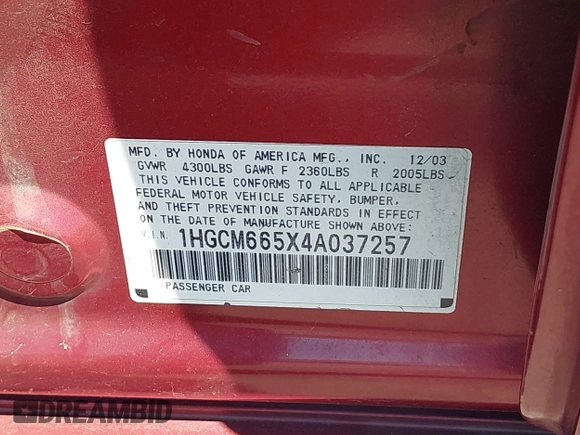 MFD. BY HONDA OF AMERICA MFG., INC. 12/03
GVWR 4300LBS GAWR F 2360LBS R 2005LBS
THIS VEHICLE CONFORMS TO ALL APPLICABLE
FEDERAL MOTOR VEHICLE SAFETY, BUMPER,
AND THEFT PREVENTION STANDARDS IN EFFECT
ON THE DATE OF MANUFACTURE SHOWN ABOVE:
V.I.N. 1HGCM665X4A037257
PASSENGER CAR
DREAMBID